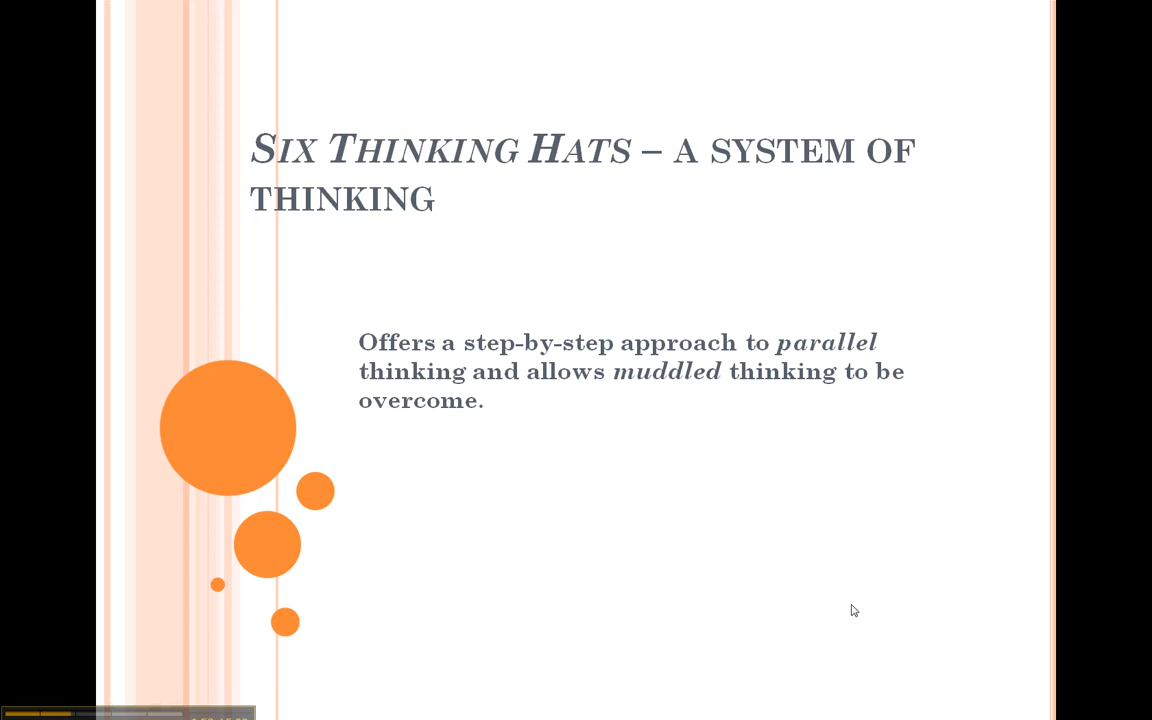 Six Thinking Hats – a system of
thinking
Offers a step-by-step approach to parallel
thinking and allows muddled thinking to be
overcome.